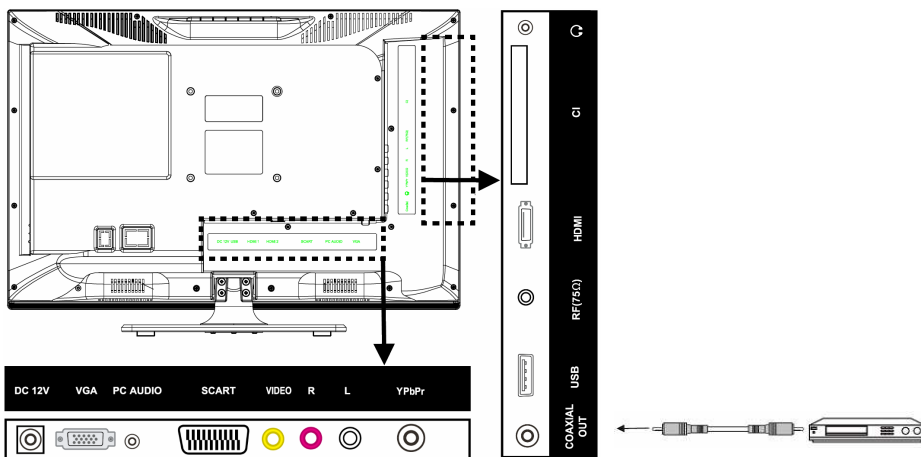 DC 12V VGA PC AUDIO SCART VIDEO R L YPbPr
CI
HDMI
RF(75Ω)
USB
COAXIAL
OUT